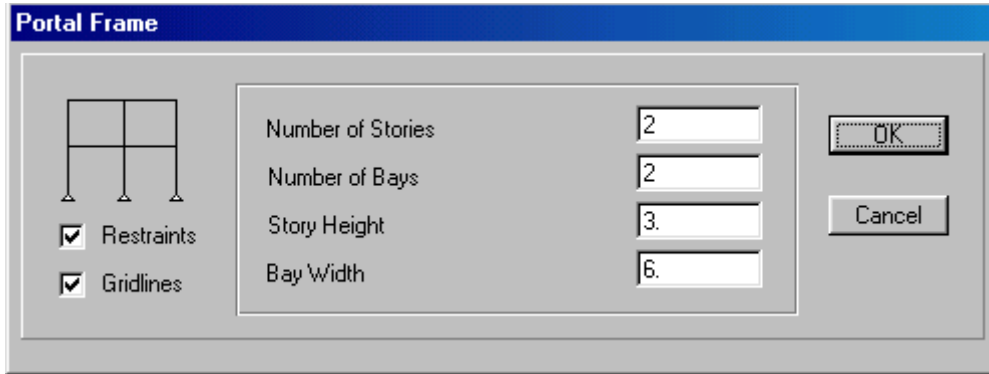 Portal Frame
Number of Stories 2
Number of Bays 2
Story Height 3.
Bay Width 6.
Restraints
Gridlines
OK
Cancel